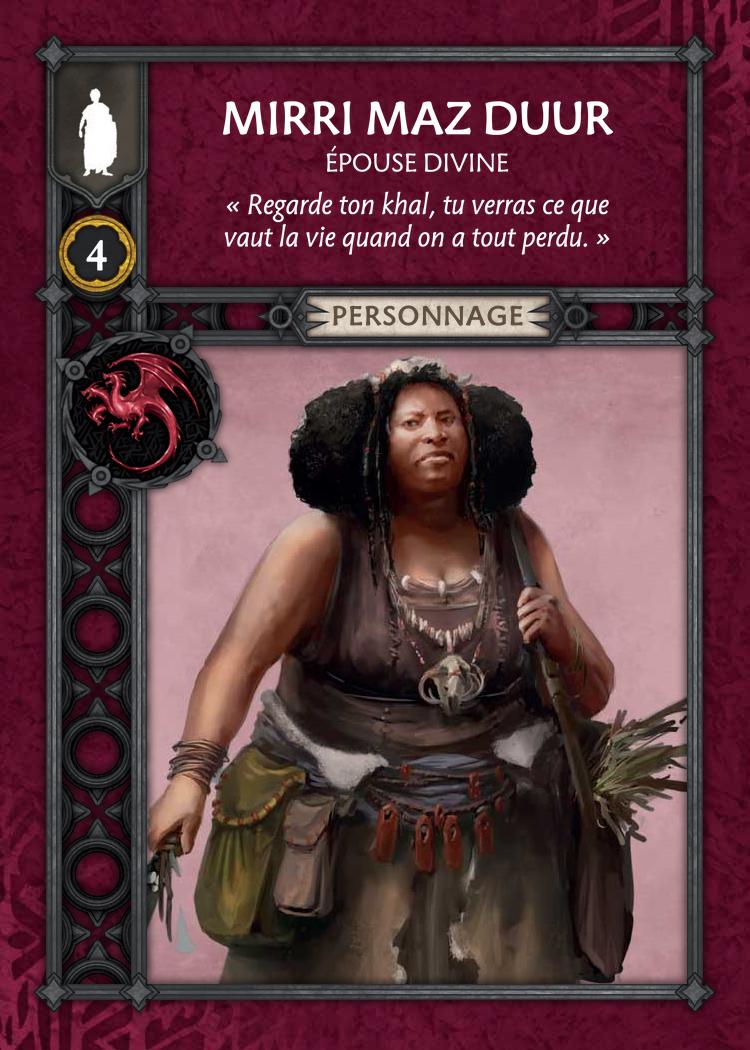 MIRRI MAZ DUUR
ÉPOUSE DIVINE
« Regarde ton khal, tu verras ce que
vaut la vie quand on a tout perdu. »
4
PERSONNAGE